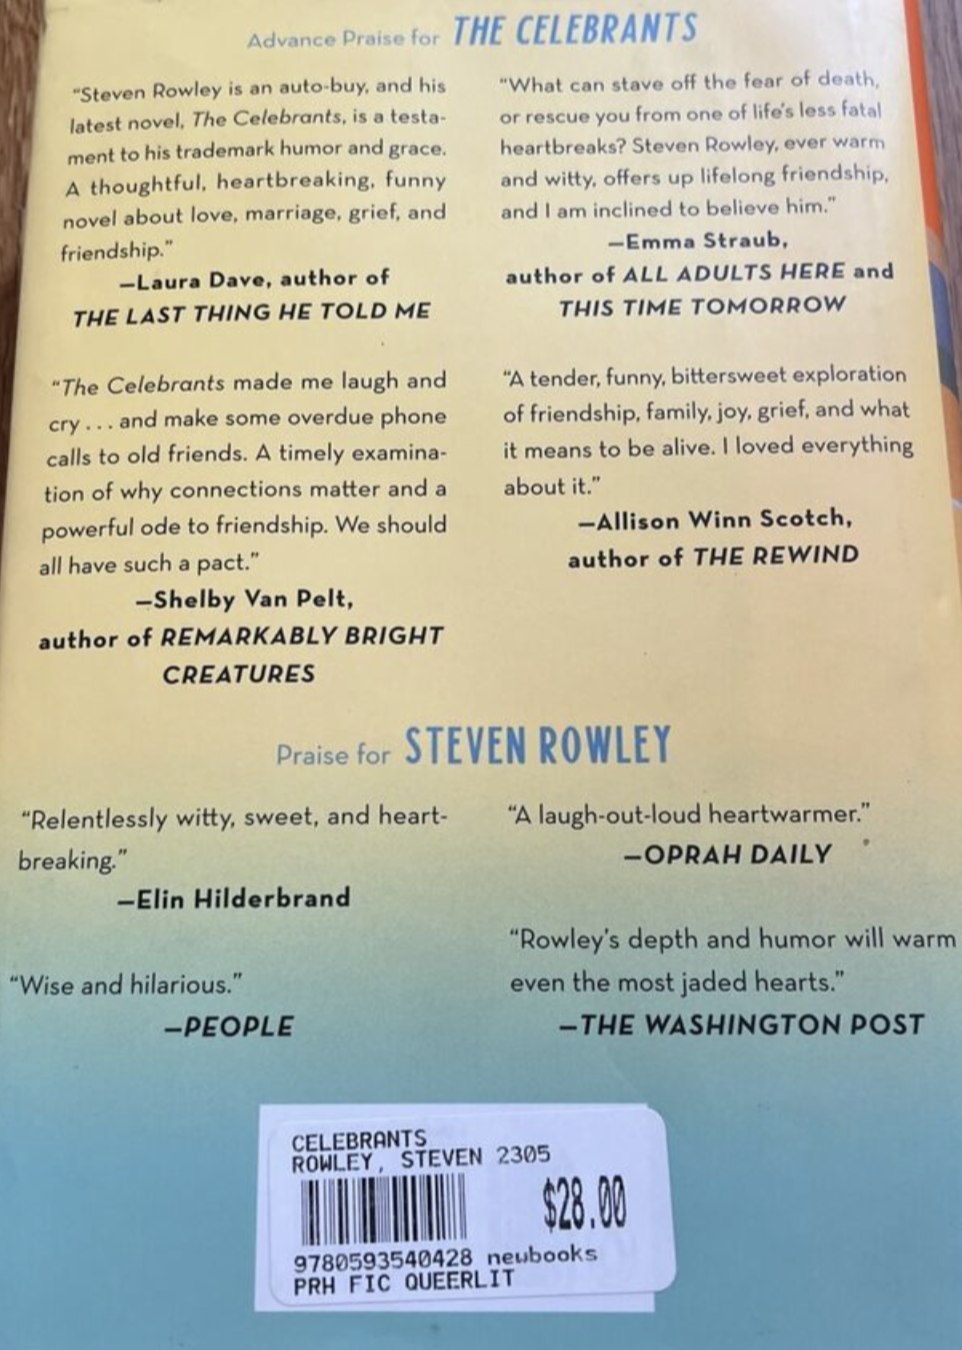 Advance Praise for THE CELEBRANTS
“Steven Rowley is an auto-buy, and his
latest novel, The Celebrants, is a testa-
ment to his trademark humor and grace.
A thoughtful, heartbreaking, funny
novel about love, marriage, grief, and
friendship.”
—Laura Dave, author of
THE LAST THING HE TOLD ME
“The Celebrants made me laugh and
cry . . . and make some overdue phone
calls to old friends. A timely examina-
tion of why connections matter and a
powerful ode to friendship. We should
all have such a pact.”
—Shelby Van Pelt,
author of REMARKABLY BRIGHT
CREATURES
“What can stave off the fear of death,
or rescue you from one of life’s less fatal
heartbreaks? Steven Rowley, ever warm
and witty, offers up lifelong friendship,
and I am inclined to believe him.”
—Emma Straub,
author of ALL ADULTS HERE and
THIS TIME TOMORROW
“A tender, funny, bittersweet exploration
of friendship, family, joy, grief, and what
it means to be alive. I loved everything
about it.”
—Allison Winn Scotch,
author of THE REWIND
Praise for STEVEN ROWLEY
“Relentlessly witty, sweet, and heart-
breaking.”
—Elin Hilderbrand
“Wise and hilarious.”
—PEOPLE
“A laugh-out-loud heartwarmer.”
—OPRAH DAILY
“Rowley’s depth and humor will warm
even the most jaded hearts.”
—THE WASHINGTON POST
CELEBRANTS
ROWLEY, STEVEN 2305
$28.00
9780593540428 newbooks
PRH FIC QUEERLIT